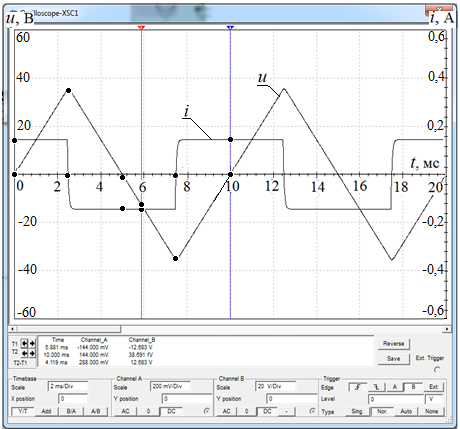 Oscilloscope-XSC1
u, В
i, А
60
0,6
40
0,4
u
20
i
0,2
t, мс
0
2
4
6
8
10
12
14
16
18
20
-20
-0,2
-40
-0,4
-60
-0,6
Time Channel_A Channel_B
T1 5.881 ms -144.000 mV -12.683 V
T2 10.000 ms 144.000 mV 38.691 fV
T2-T1 4.119 ms 288.000 mV 12.683 V
Reverse
Save
Ext. Trigger
Timebase Channel A Channel B Trigger
Scale 2 ms/Div Scale 200 mV/Div Scale 20 V/Div Edge A B Ext
X position 0 Y position 0 Y position 0 Level 0 V
Y/T Add B/A A/B AC 0 DC AC 0 DC - Type Sing. Nor. Auto None